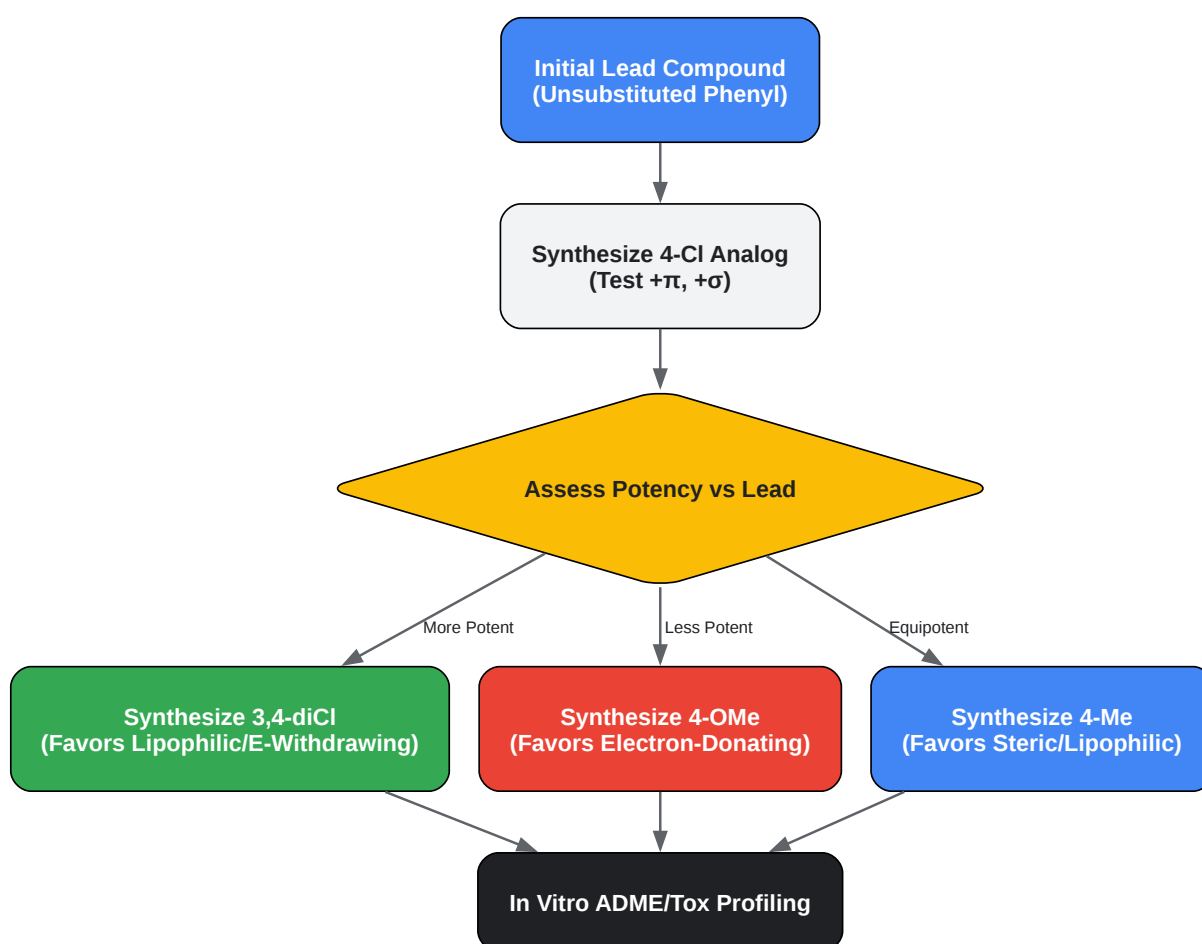 Initial Lead Compound
(Unsubstituted Phenyl)
Synthesize 4-Cl Analog
(Test +π, +σ)
Assess Potency vs Lead
More Potent
Less Potent
Equipotent
Synthesize 3,4-diCl
(Favors Lipophilic/E-Withdrawing)
Synthesize 4-OMe
(Favors Electron-Donating)
Synthesize 4-Me
(Favors Steric/Lipophilic)
In Vitro ADME/Tox Profiling